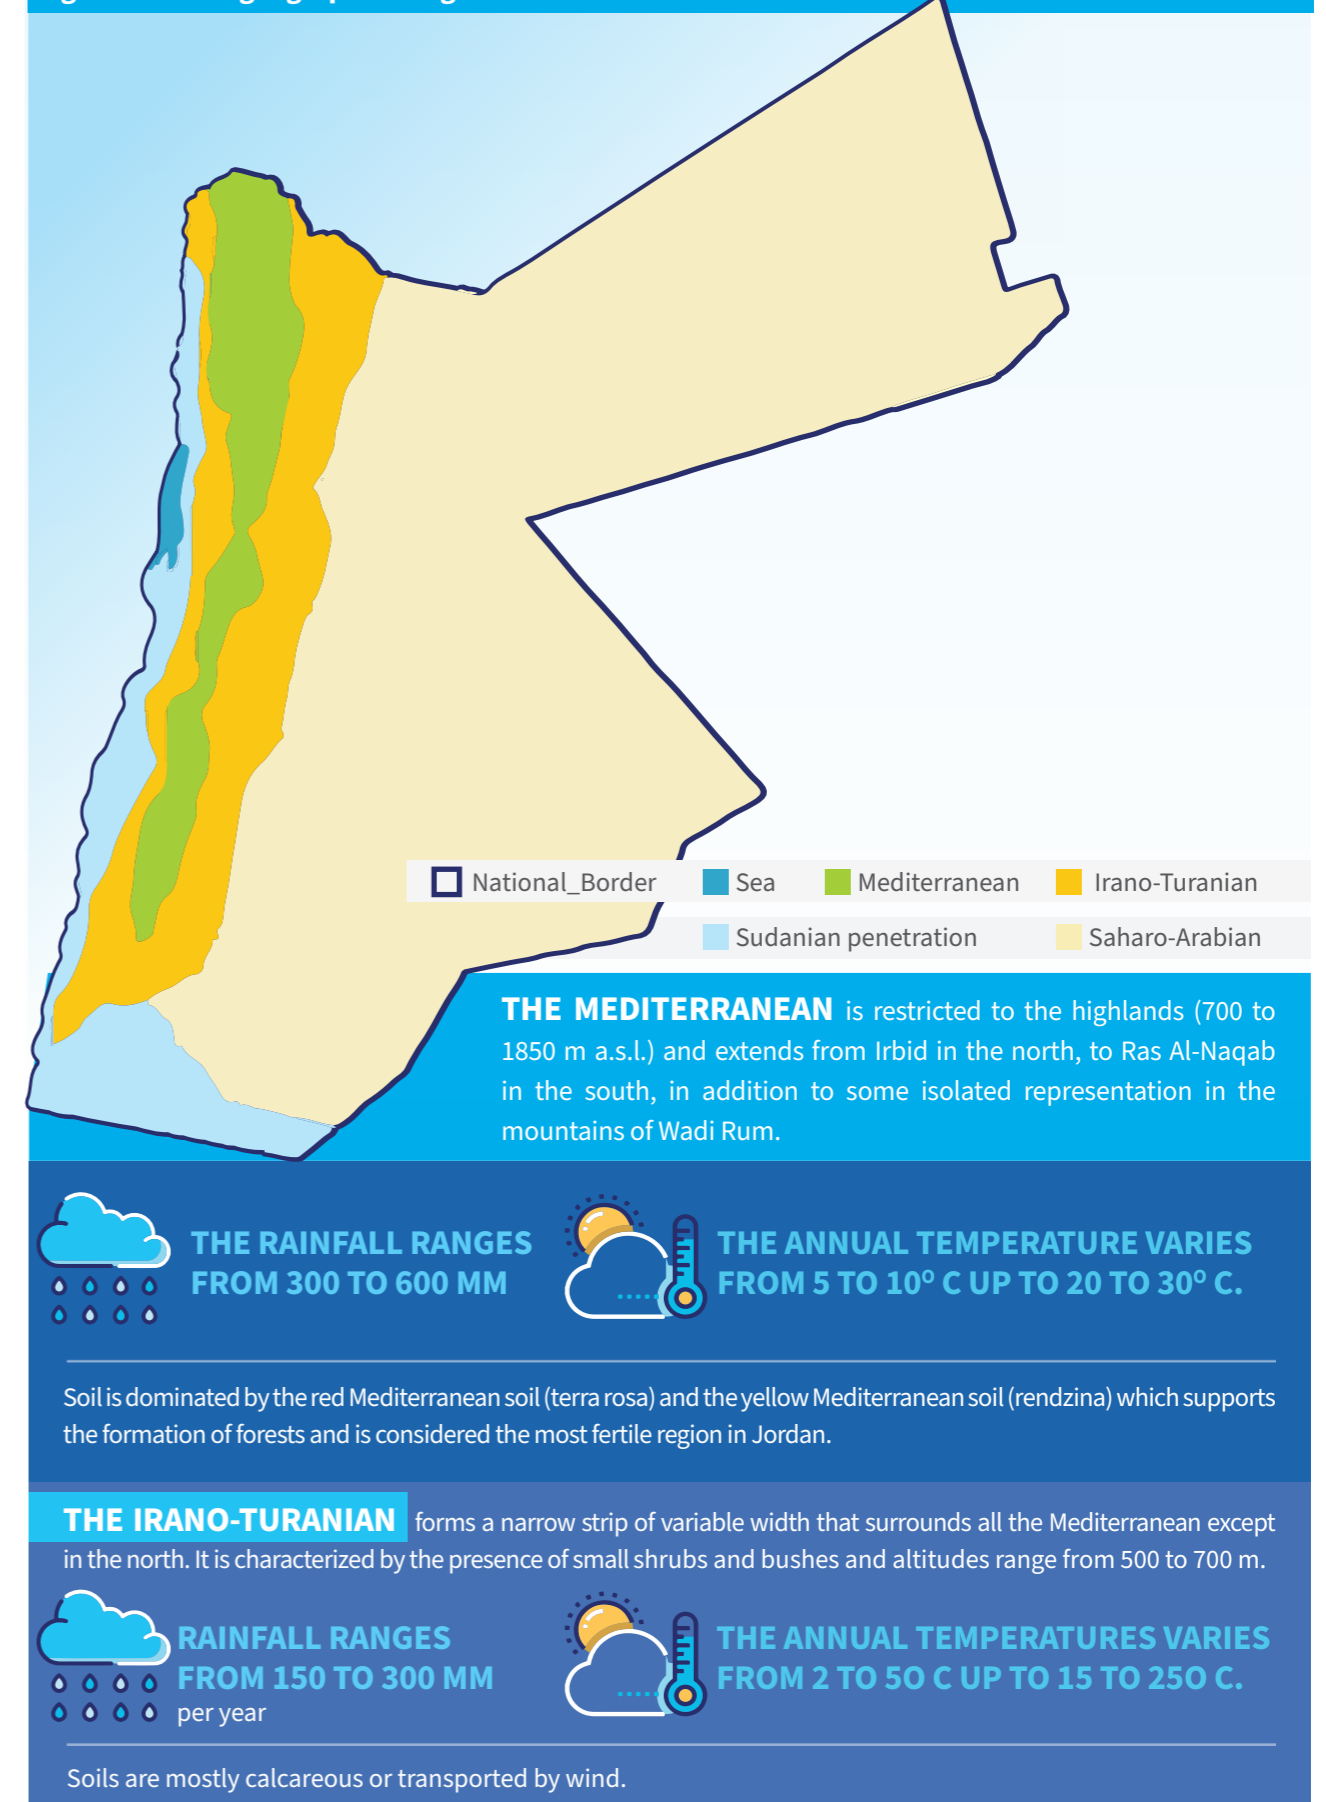 National_Border
Sea
Mediterranean
Irano-Turanian
Sudanian penetration
Saharo-Arabian
THE MEDITERRANEAN is restricted to the highlands (700 to
1850 m a.s.l.) and extends from Irbid in the north, to Ras Al-Naqab
in the south, in addition to some isolated representation in the
mountains of Wadi Rum.
THE RAINFALL RANGES
FROM 300 TO 600 MM
THE ANNUAL TEMPERATURE VARIES
FROM 5 TO 10º C UP TO 20 TO 30º C.
Soil is dominated by the red Mediterranean soil (terra rosa) and the yellow Mediterranean soil (rendzina) which supports
the formation of forests and is considered the most fertile region in Jordan.
THE IRANO-TURANIAN forms a narrow strip of variable width that surrounds all the Mediterranean except
in the north. It is characterized by the presence of small shrubs and bushes and altitudes range from 500 to 700 m.
RAINFALL RANGES
FROM 150 TO 300 MM
per year
THE ANNUAL TEMPERATURES VARIES
FROM 2 TO 5O C UP TO 15 TO 25O C.
Soils are mostly calcareous or transported by wind.